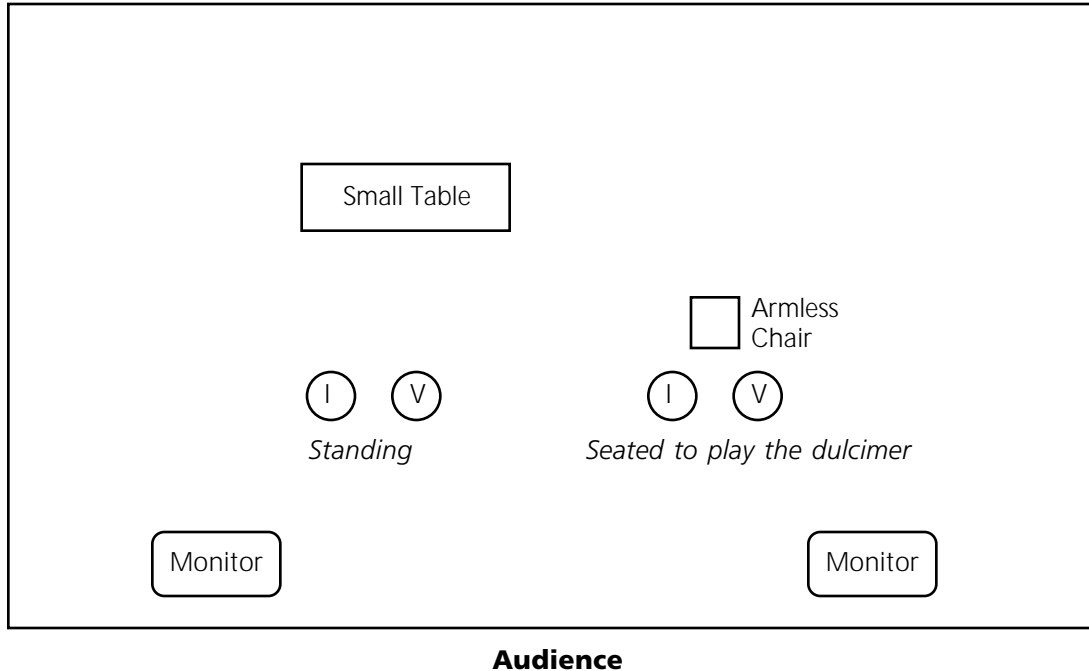 Small Table
Armless
Chair
I V I V
Standing Seated to play the dulcimer
Monitor Monitor
Audience